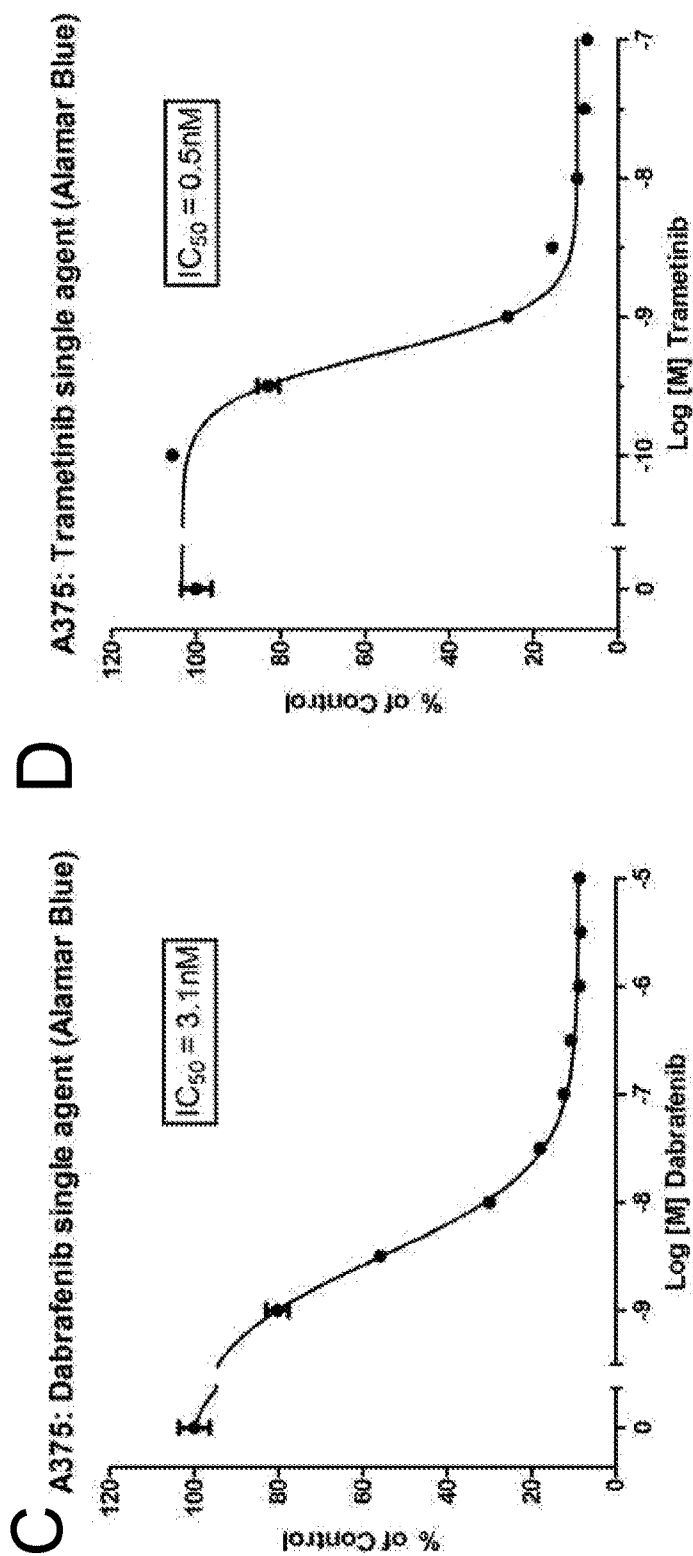 C
A375: Dabrafenib single agent (Alamar Blue)
IC50 = 3.1nM
% of Control
120
100
80
60
40
20
0
0
-9
-8
-7
-6
-5
Log [M] Dabrafenib
D
A375: Trametinib single agent (Alamar Blue)
IC50 = 0.5nM
% of Control
120
100
80
60
40
20
0
0
-10
-9
-8
-7
Log [M] Trametinib